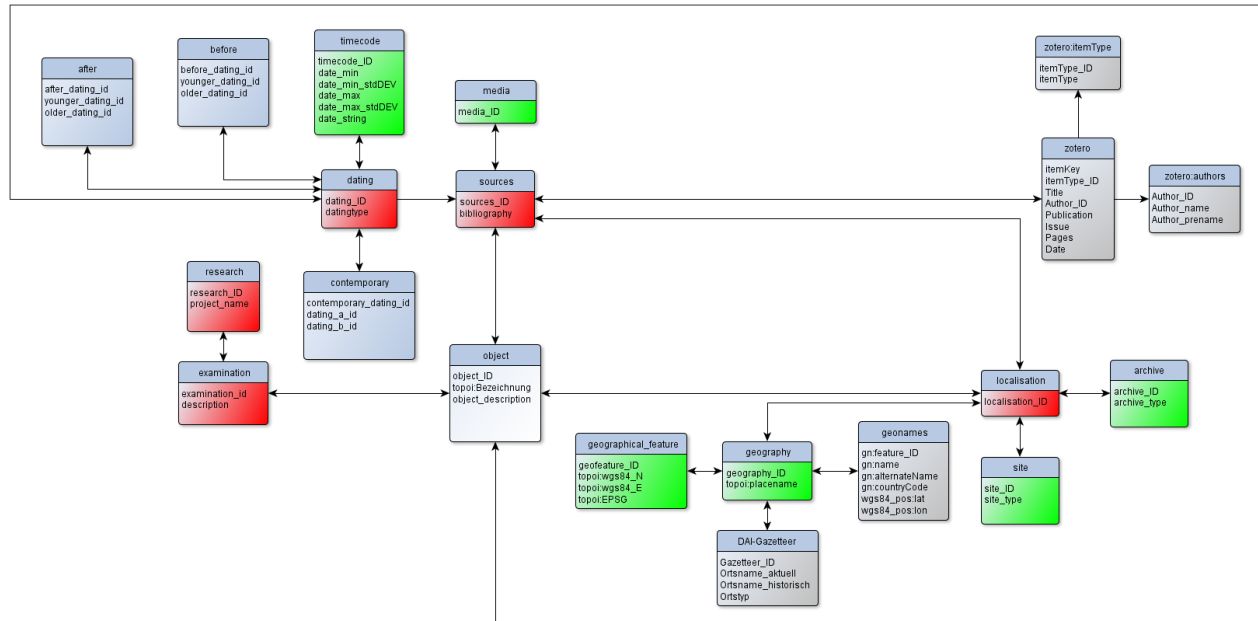 after
after_dating_id
younger_dating_id
older_dating_id
before
before_dating_id
younger_dating_id
older_dating_id
timecode
timecode_ID
date_min
date_min_stdDEV
date_max
date_max_stdDEV
date_string
media
media_ID
zotero:itemType
itemType_ID
itemType
dating
dating_ID
datingtype
sources
sources_ID
bibliography
zotero
itemKey
itemType_ID
Title
Author_ID
Publication
Issue
Pages
Date
zotero:authors
Author_ID
Author_name
Author_prename
research
research_ID
project_name
contemporary
contemporary_dating_id
dating_a_id
dating_b_id
examination
examination_id
description
object
object_ID
topoi:Bezeichnung
object_description
localisation
localisation_ID
archive
archive_ID
archive_type
geographical_feature
geofeature_ID
topoi:wgs84_N
topoi:wgs84_E
topoi:EPSG
geography
geography_ID
topoi:placename
geonames
gn:feature_ID
gn:name
gn:alternateName
gn:countryCode
wgs84_pos:lat
wgs84_pos:lon
site
site_ID
site_type
DAI-Gazetteer
Gazetteer_ID
Ortsname_aktuell
Ortsname_historisch
Ortstyp